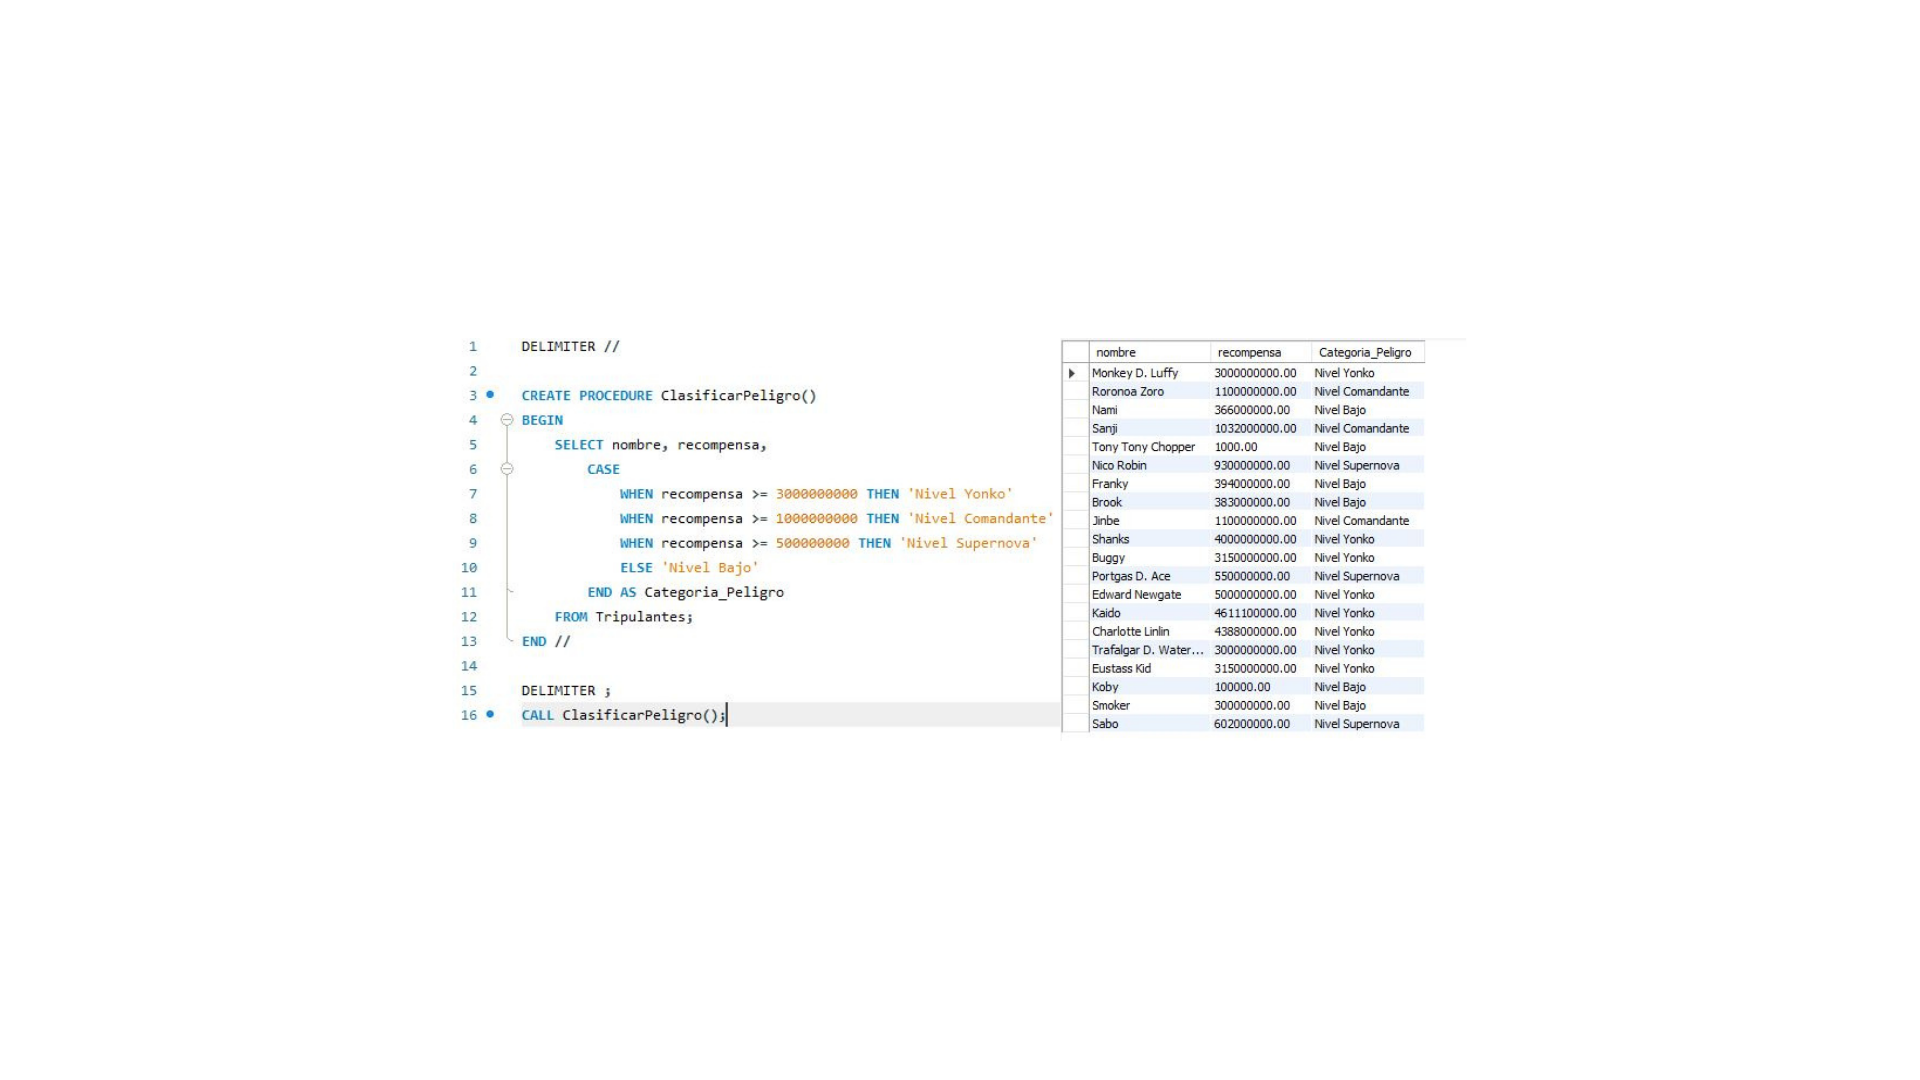 1 DELIMITER //
2
3 CREATE PROCEDURE ClasificarPeligro()
4 BEGIN
5 SELECT nombre, recompensa,
6 CASE
7 WHEN recompensa >= 3000000000 THEN 'Nivel Yonko'
8 WHEN recompensa >= 1000000000 THEN 'Nivel Comandante'
9 WHEN recompensa >= 500000000 THEN 'Nivel Supernova'
10 ELSE 'Nivel Bajo'
11 END AS Categoria_Peligro
12 FROM Tripulantes;
13 END //
14
15 DELIMITER ;
16 CALL ClasificarPeligro();
nombre recompensa Categoria_Peligro
Monkey D. Luffy 3000000000.00 Nivel Yonko
Roronoa Zoro 1100000000.00 Nivel Comandante
Nami 366000000.00 Nivel Bajo
Sanji 1032000000.00 Nivel Comandante
Tony Tony Chopper 1000.00 Nivel Bajo
Nico Robin 930000000.00 Nivel Supernova
Franky 394000000.00 Nivel Bajo
Brook 383000000.00 Nivel Bajo
Jinbe 1100000000.00 Nivel Comandante
Shanks 4000000000.00 Nivel Yonko
Buggy 3150000000.00 Nivel Yonko
Portgas D. Ace 550000000.00 Nivel Supernova
Edward Newgate 5000000000.00 Nivel Yonko
Kaido 4611100000.00 Nivel Yonko
Charlotte Linlin 4388000000.00 Nivel Yonko
Trafalgar D. Water... 3000000000.00 Nivel Yonko
Eustass Kid 3150000000.00 Nivel Yonko
Koby 100000.00 Nivel Bajo
Smoker 300000000.00 Nivel Bajo
Sabo 602000000.00 Nivel Supernova